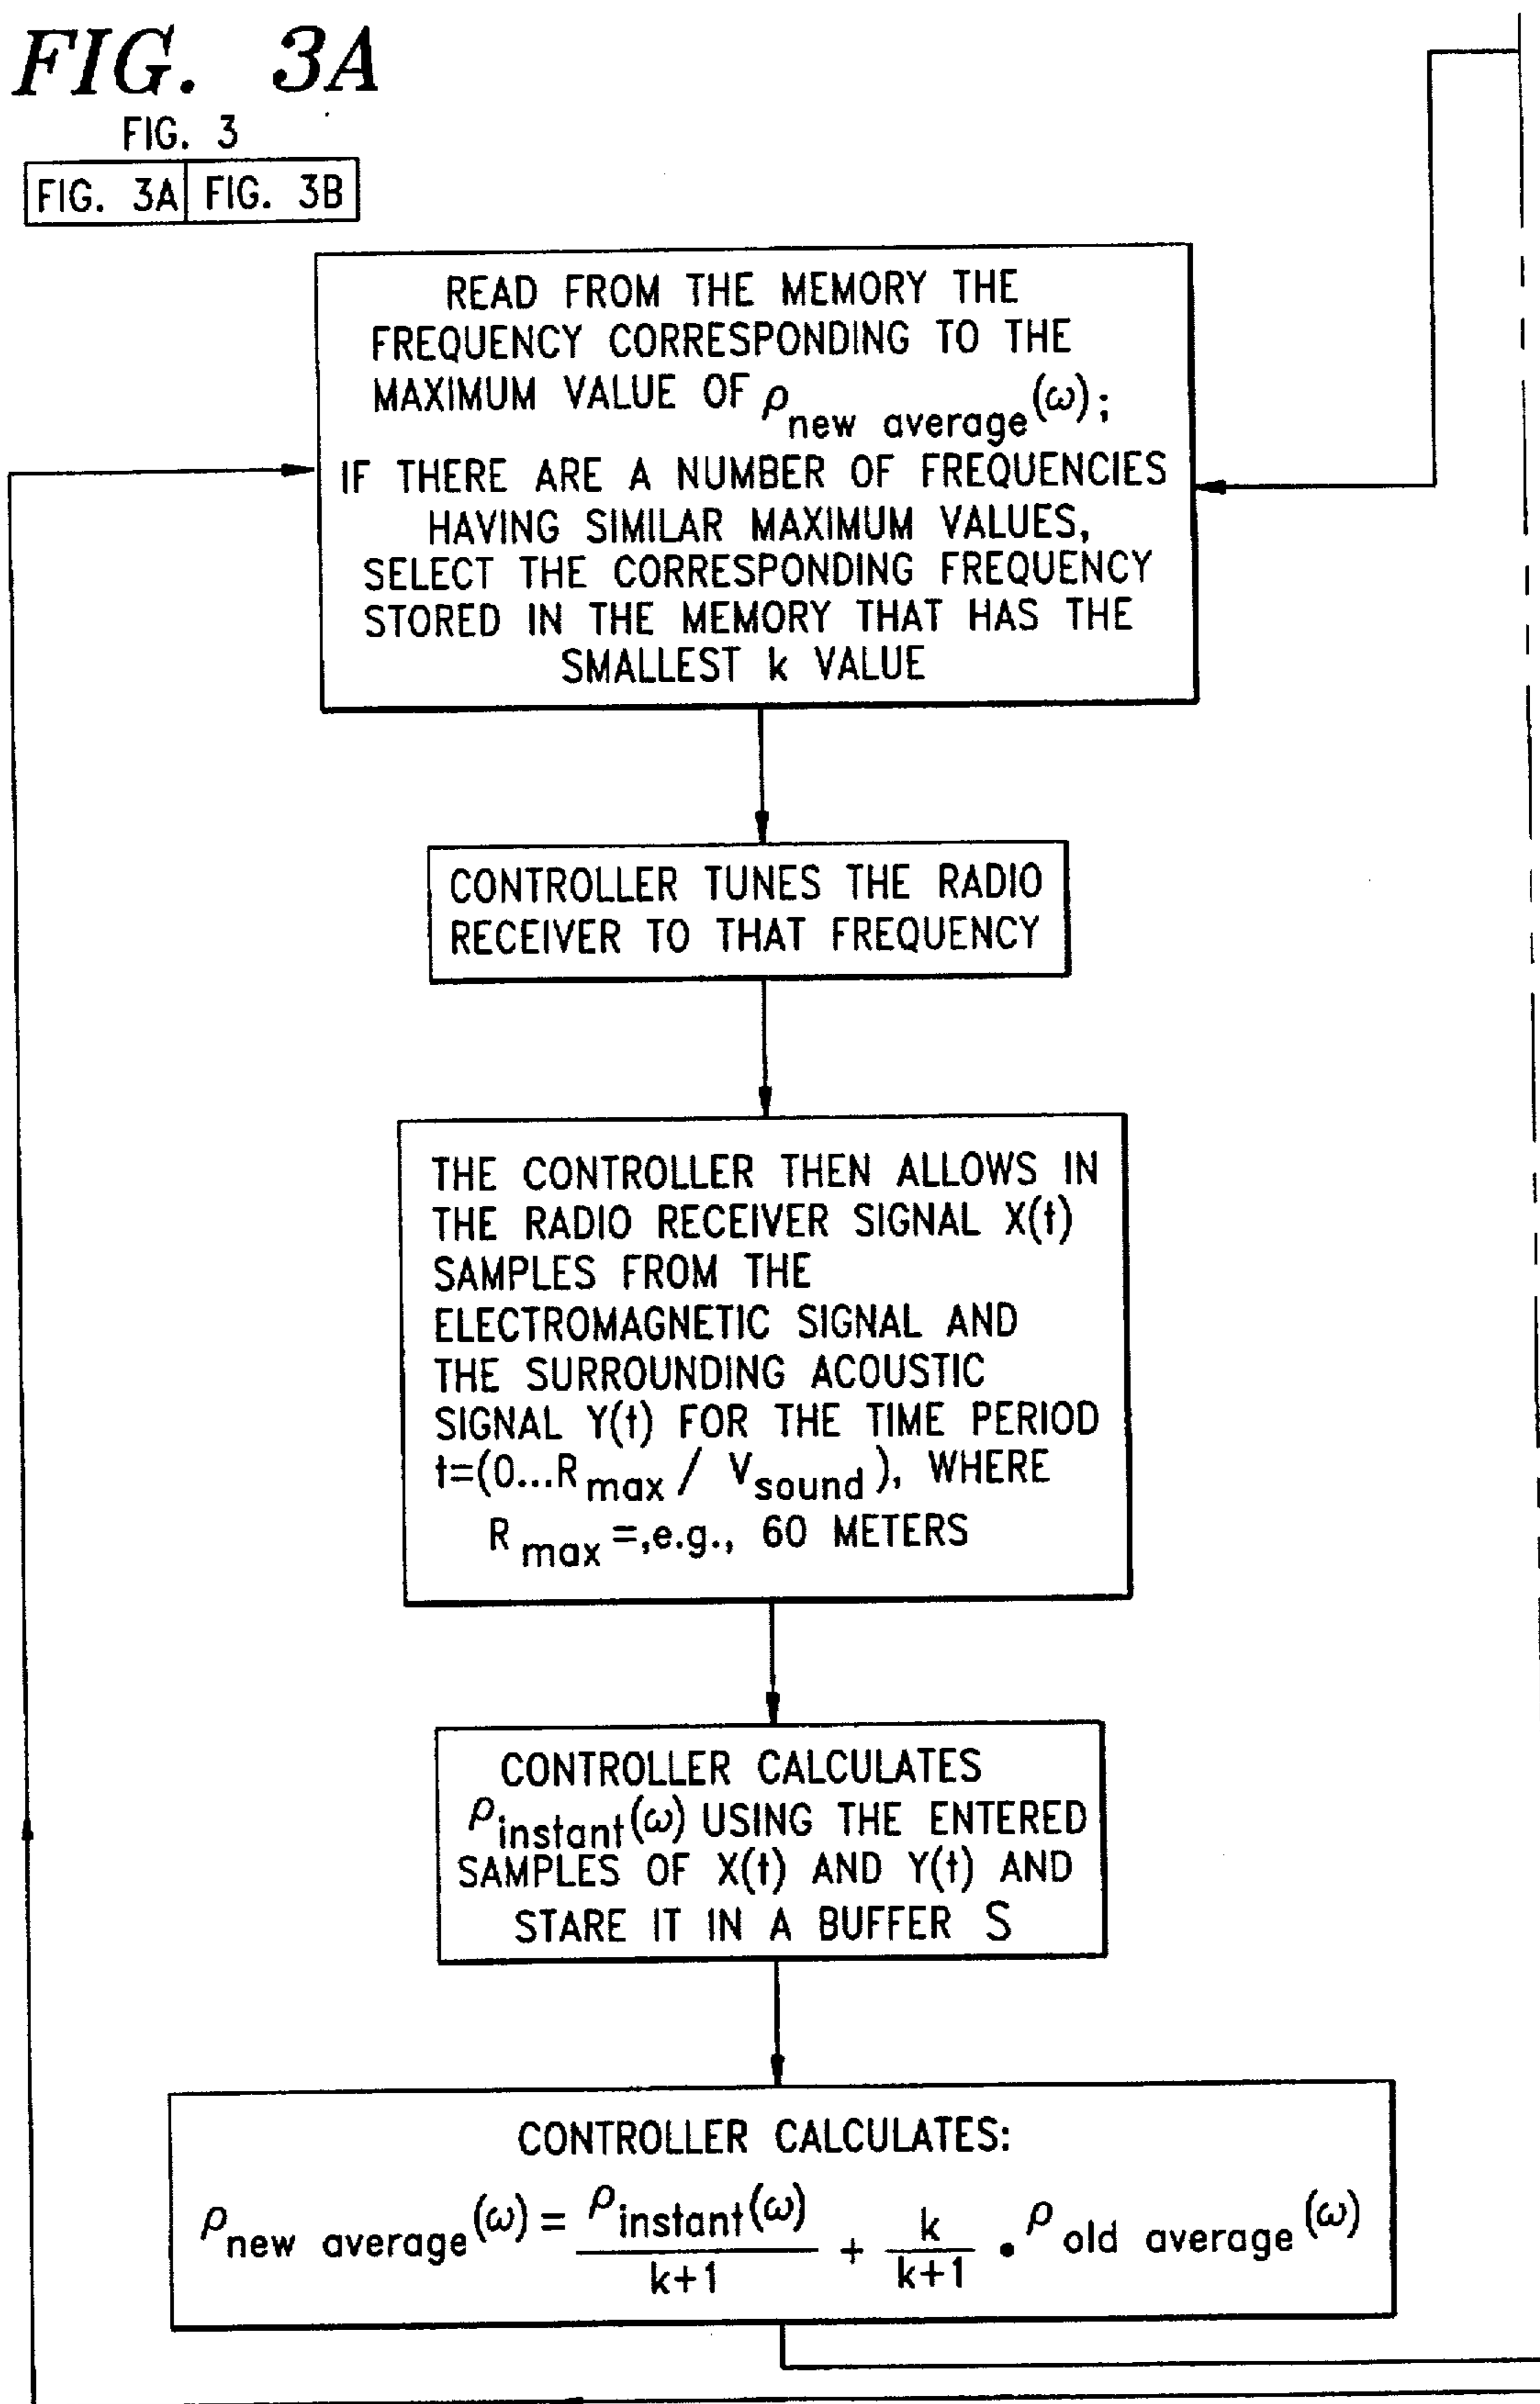 FIG. 3A
FIG. 3
FIG. 3A FIG. 3B
READ FROM THE MEMORY THE
FREQUENCY CORRESPONDING TO THE
MAXIMUM VALUE OF ρnew average(ω);
IF THERE ARE A NUMBER OF FREQUENCIES
HAVING SIMILAR MAXIMUM VALUES,
SELECT THE CORRESPONDING FREQUENCY
STORED IN THE MEMORY THAT HAS THE
SMALLEST k VALUE
CONTROLLER TUNES THE RADIO
RECEIVER TO THAT FREQUENCY
THE CONTROLLER THEN ALLOWS IN
THE RADIO RECEIVER SIGNAL X(t)
SAMPLES FROM THE
ELECTROMAGNETIC SIGNAL AND
THE SURROUNDING ACOUSTIC
SIGNAL Y(t) FOR THE TIME PERIOD
t=(0...Rmax / Vsound), WHERE
Rmax =,e.g., 60 METERS
CONTROLLER CALCULATES
ρinstant(ω) USING THE ENTERED
SAMPLES OF X(t) AND Y(t) AND
STARE IT IN A BUFFER S
CONTROLLER CALCULATES:
ρnew average(ω) = ρinstant(ω)/k+1 + k/k+1 • ρold average(ω)